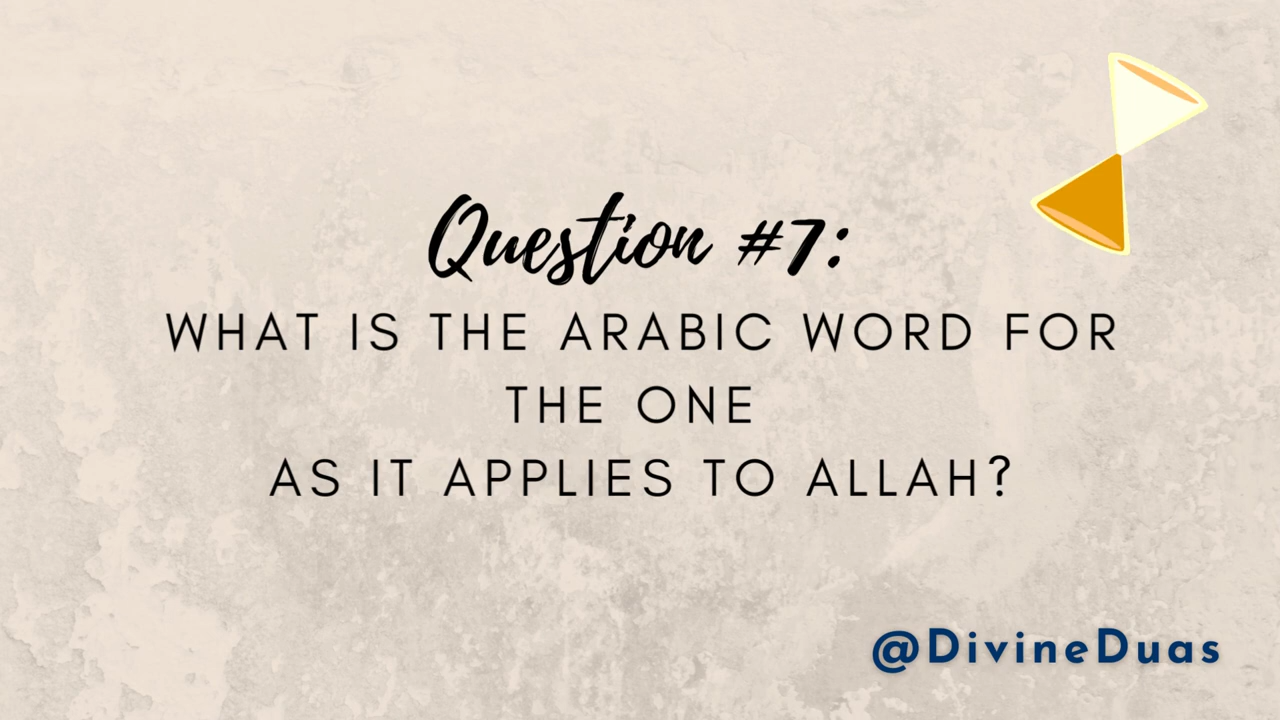 Question #7:
WHAT IS THE ARABIC WORD FOR
THE ONE
AS IT APPLIES TO ALLAH?
@DivineDuas